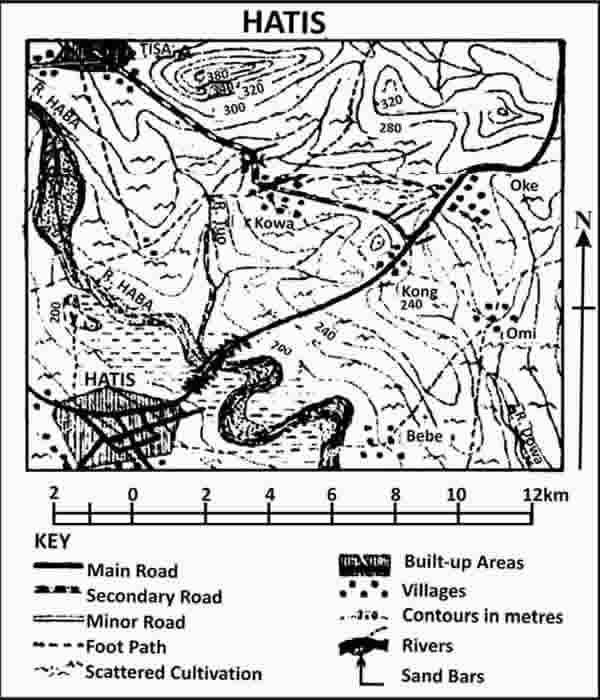 HATIS
TISA
380
340 320
300
R. HABA
320
280
Oke
N
R. Tuo
Kowa
R. HABA
200
Kong
240
240
Omi
200
HATIS
Bebe
R. Dowa
2 0 2 4 6 8 10 12km
KEY
Main Road
Secondary Road
Minor Road
Foot Path
Scattered Cultivation
Built-up Areas
Villages
Contours in metres
Rivers
Sand Bars